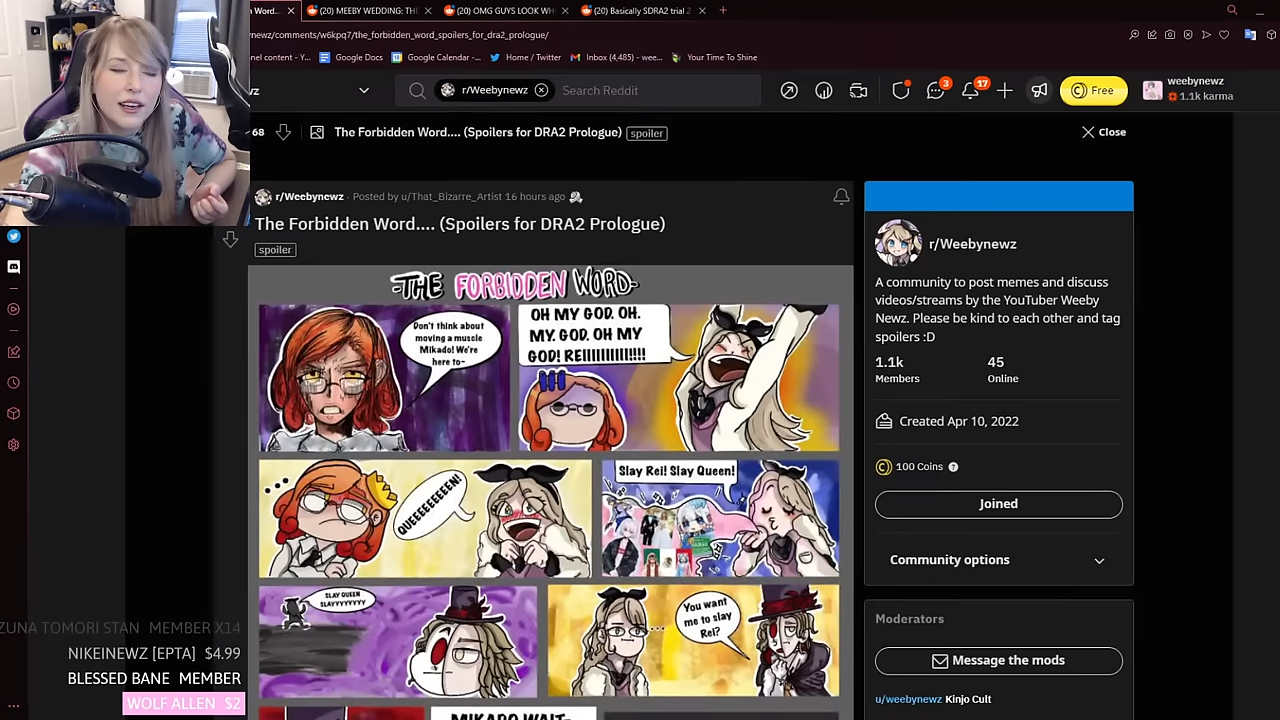 Word...
(20) MEEBY WEDDING: TH
(20) OMG GUYS LOOK WH
(20) Basically SDRA2 trial 2
newz/comments/w6kpq7/the_forbidden_word_spoilers_for_dra2_prologue/
nel content - Y...
Google Docs
Google Calendar -...
Home / Twitter
Inbox (4,485) - wee...
Your Time To Shine
wz
r/Weebynewz
Search Reddit
3
17
Free
weebynewz
1.1k karma
68
The Forbidden Word.... (Spoilers for DRA2 Prologue)
spoiler
Close
r/Weebynewz • Posted by u/That_Bizarre_Artist 16 hours ago
The Forbidden Word.... (Spoilers for DRA2 Prologue)
spoiler
-THE FORBIDDEN WORD-
Don't think about
moving a muscle
Mikado! We're
here to-
OH MY GOD. OH.
MY. GOD. OH MY
GOD! REIIIIIIIIIII!!!!
QUEEEEEEEEN!
Slay Rei! Slay Queen!
SLAY QUEEN
SLAYYYYYYY
You want
me to slay
Rei?
MIKADO WAIT-
r/Weebynewz
A community to post memes and discuss
videos/streams by the YouTuber Weeby
Newz. Please be kind to each other and tag
spoilers :D
1.1k
Members
45
Online
Created Apr 10, 2022
100 Coins
Joined
Community options
Moderators
Message the mods
u/weebynewz Kinjo Cult
ZUNA TOMORI STAN MEMBER X14
NIKEINEWZ [EPTA] $4.99
BLESSED BANE MEMBER
WOLF ALLEN $2